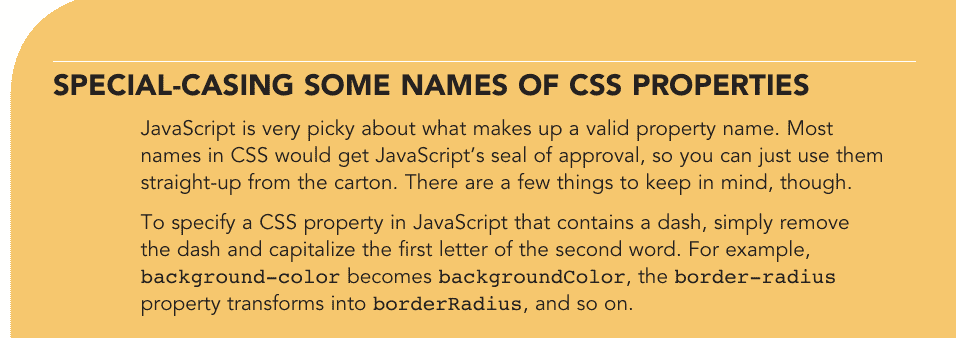 SPECIAL-CASING SOME NAMES OF CSS PROPERTIES
JavaScript is very picky about what makes up a valid property name. Most
names in CSS would get JavaScript’s seal of approval, so you can just use them
straight-up from the carton. There are a few things to keep in mind, though.
To specify a CSS property in JavaScript that contains a dash, simply remove
the dash and capitalize the first letter of the second word. For example,
background-color becomes backgroundColor, the border-radius
property transforms into borderRadius, and so on.